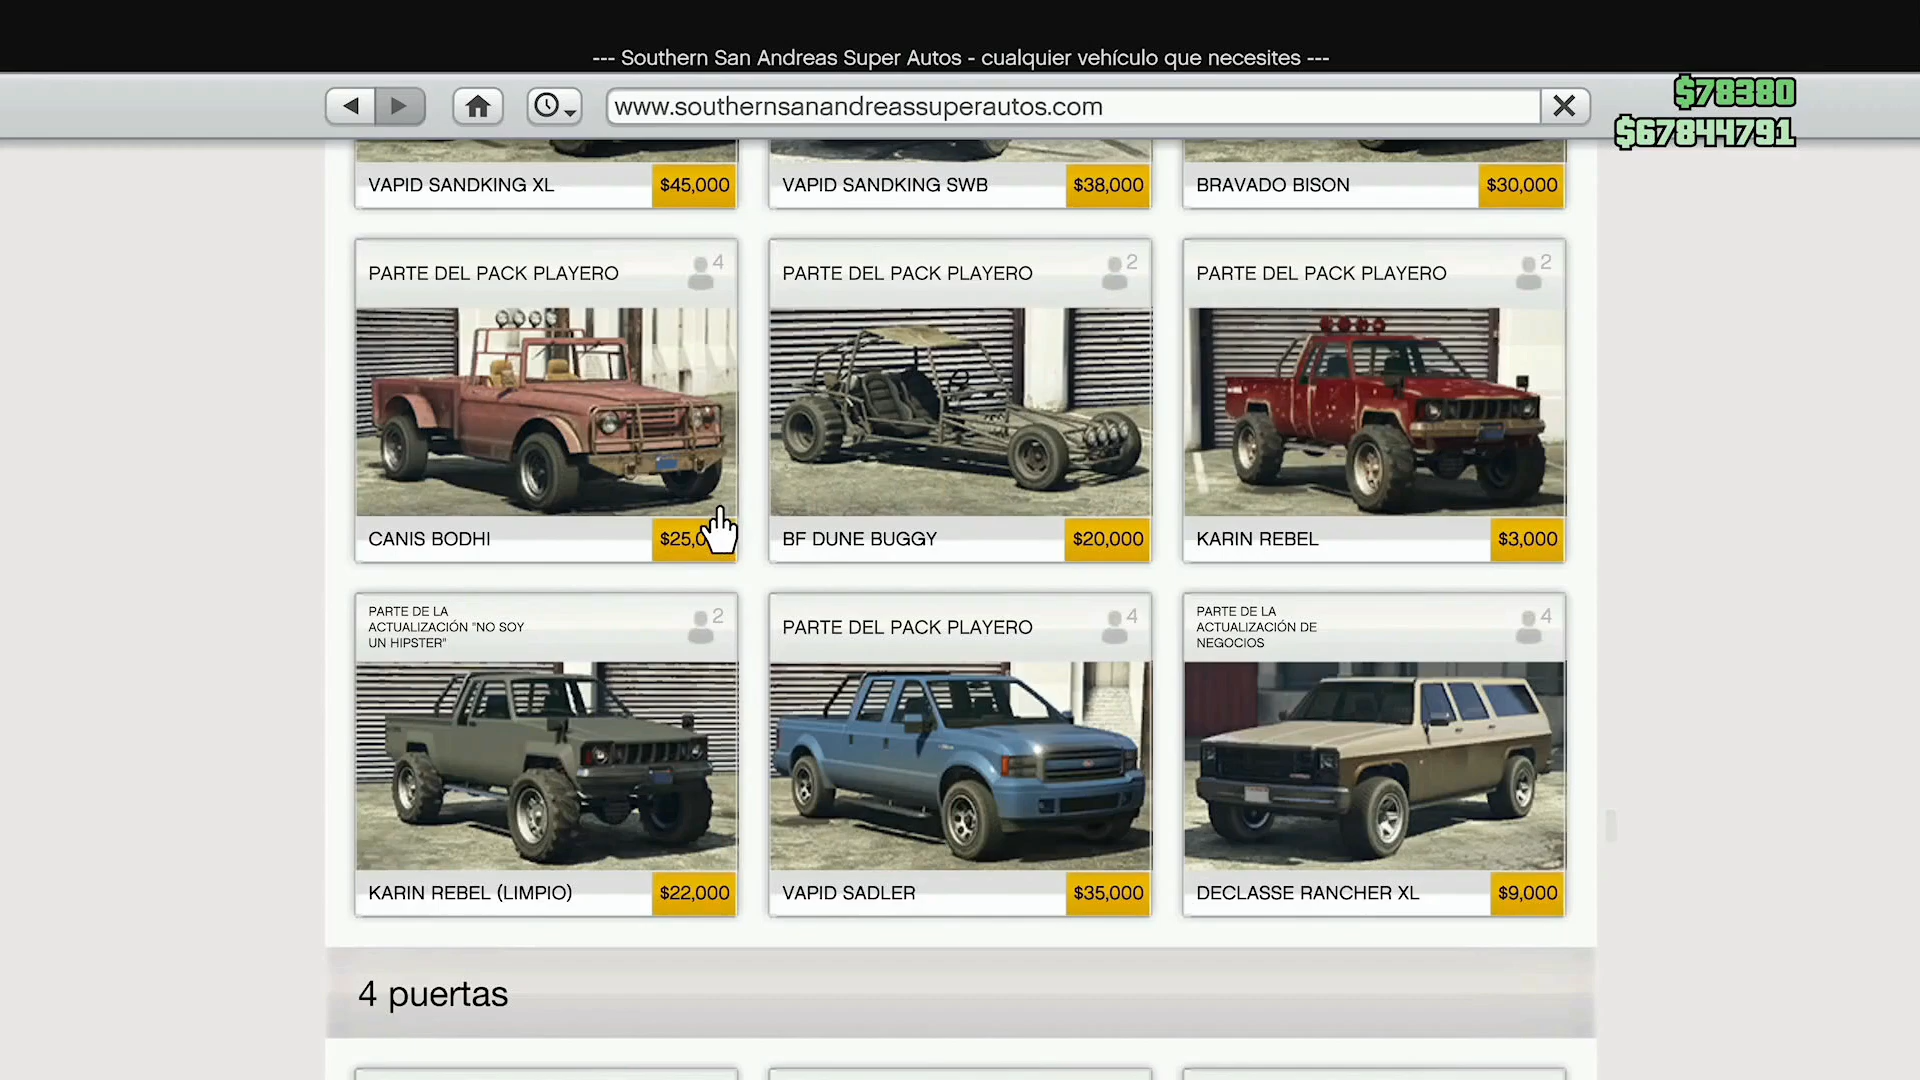 --- Southern San Andreas Super Autos - cualquier vehículo que necesites ---
www.southernsanandreassuperautos.com
$78380
$67844791
VAPID SANDKING XL $45,000
VAPID SANDKING SWB $38,000
BRAVADO BISON $30,000
PARTE DEL PACK PLAYERO 4
PARTE DEL PACK PLAYERO 2
PARTE DEL PACK PLAYERO 2
CANIS BODHI
BF DUNE BUGGY $20,000
KARIN REBEL $3,000
PARTE DE LA
ACTUALIZACIÓN "NO SOY
UN HIPSTER"
2
PARTE DEL PACK PLAYERO 4
PARTE DE LA
ACTUALIZACIÓN DE
NEGOCIOS
4
KARIN REBEL (LIMPIO) $22,000
VAPID SADLER $35,000
DECLASSE RANCHER XL $9,000
4 puertas